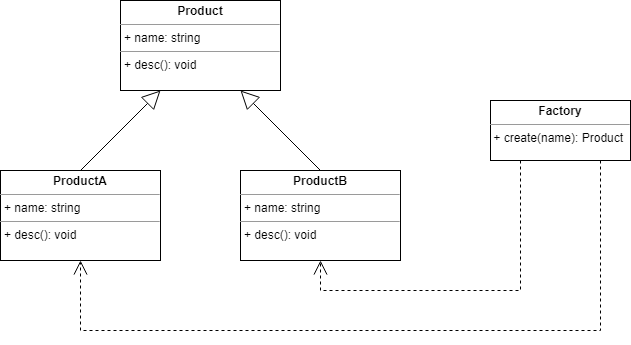 Product
+ name: string
+ desc(): void
Factory
+ create(name): Product
ProductA
+ name: string
+ desc(): void
ProductB
+ name: string
+ desc(): void